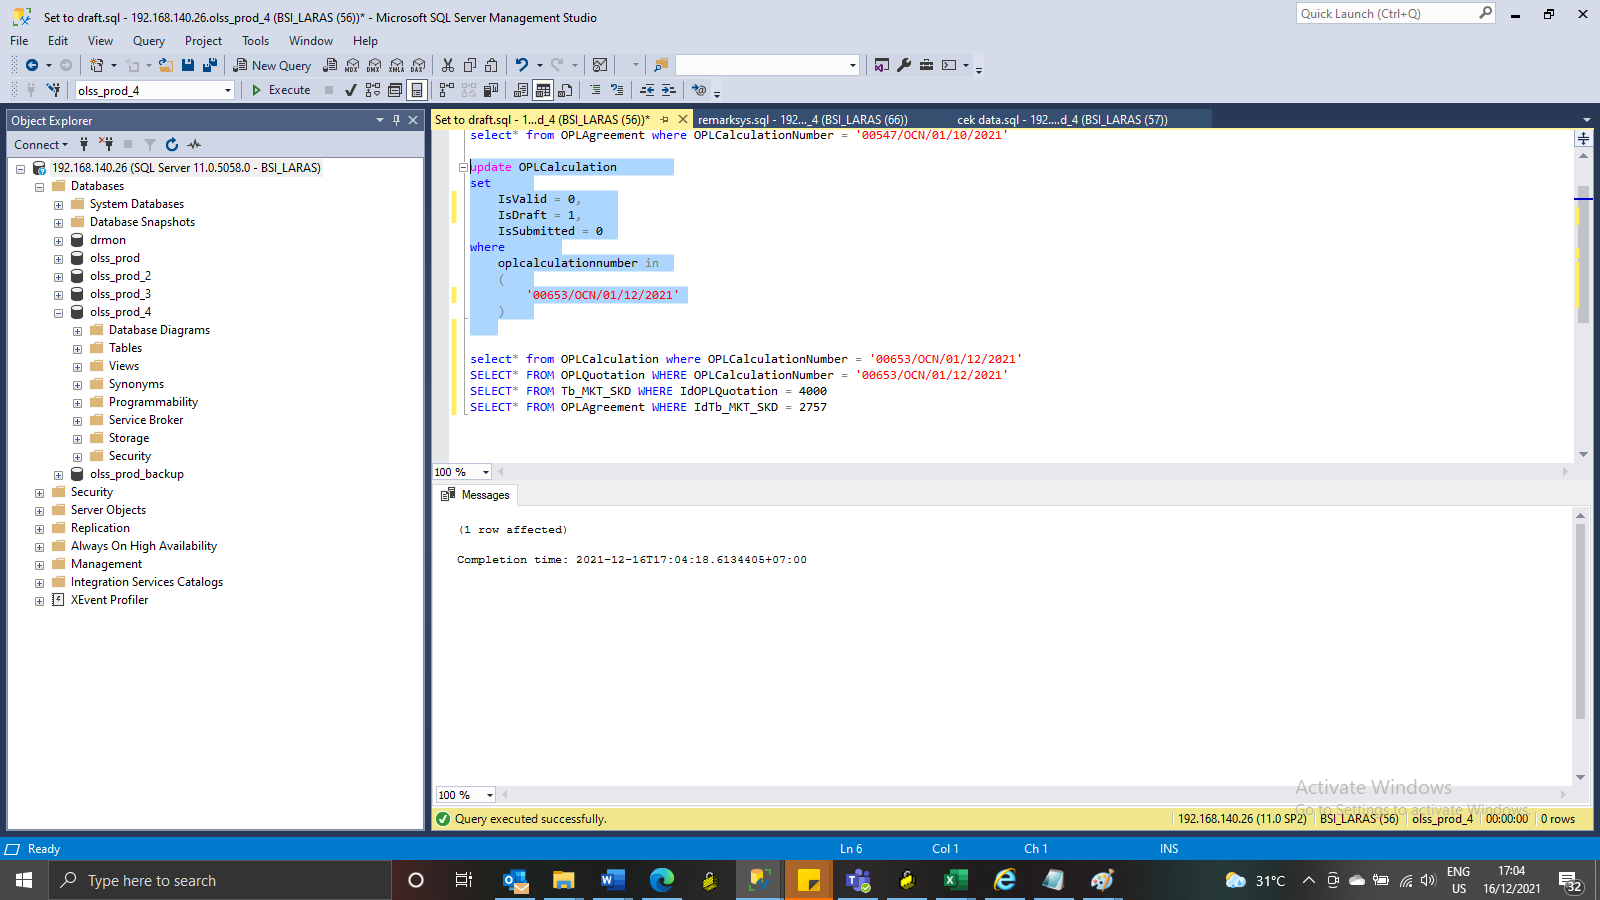 Set to draft.sql - 192.168.140.26.olss_prod_4 (BSI_LARAS (56))* - Microsoft SQL Server Management Studio
Quick Launch (Ctrl+Q)
File Edit View Query Project Tools Window Help
New Query
MDX DMX XMLA DAX
olss_prod_4
Execute
Object Explorer
Connect
192.168.140.26 (SQL Server 11.0.5058.0 - BSI_LARAS)
Databases
System Databases
Database Snapshots
drmon
olss_prod
olss_prod_2
olss_prod_3
olss_prod_4
Database Diagrams
Tables
Views
Synonyms
Programmability
Service Broker
Storage
Security
olss_prod_backup
Security
Server Objects
Replication
Always On High Availability
Management
Integration Services Catalogs
XEvent Profiler
Set to draft.sql - 1...d_4 (BSI_LARAS (56))*
remarksys.sql - 192...._4 (BSI_LARAS (66))
cek data.sql - 192....d_4 (BSI_LARAS (57))
select* from OPLAgreement where OPLCalculationNumber = '00547/OCN/01/10/2021'
update OPLCalculation
set
IsValid = 0,
IsDraft = 1,
IsSubmitted = 0
where
oplcalculationnumber in
(
'00653/OCN/01/12/2021'
)
select* from OPLCalculation where OPLCalculationNumber = '00653/OCN/01/12/2021'
SELECT* FROM OPLQuotation WHERE OPLCalculationNumber = '00653/OCN/01/12/2021'
SELECT* FROM Tb_MKT_SKD WHERE IdOPLQuotation = 4000
SELECT* FROM OPLAgreement WHERE IdTb_MKT_SKD = 2757
100 %
Messages
(1 row affected)
Completion time: 2021-12-16T17:04:18.6134405+07:00
100 %
Activate Windows
Go to Settings to activate Windows.
Query executed successfully.
192.168.140.26 (11.0 SP2) BSI_LARAS (56) olss_prod_4 00:00:00 0 rows
Ready
Ln 6 Col 1 Ch 1 INS
Type here to search
31°C
ENG
US
17:04
16/12/2021
32